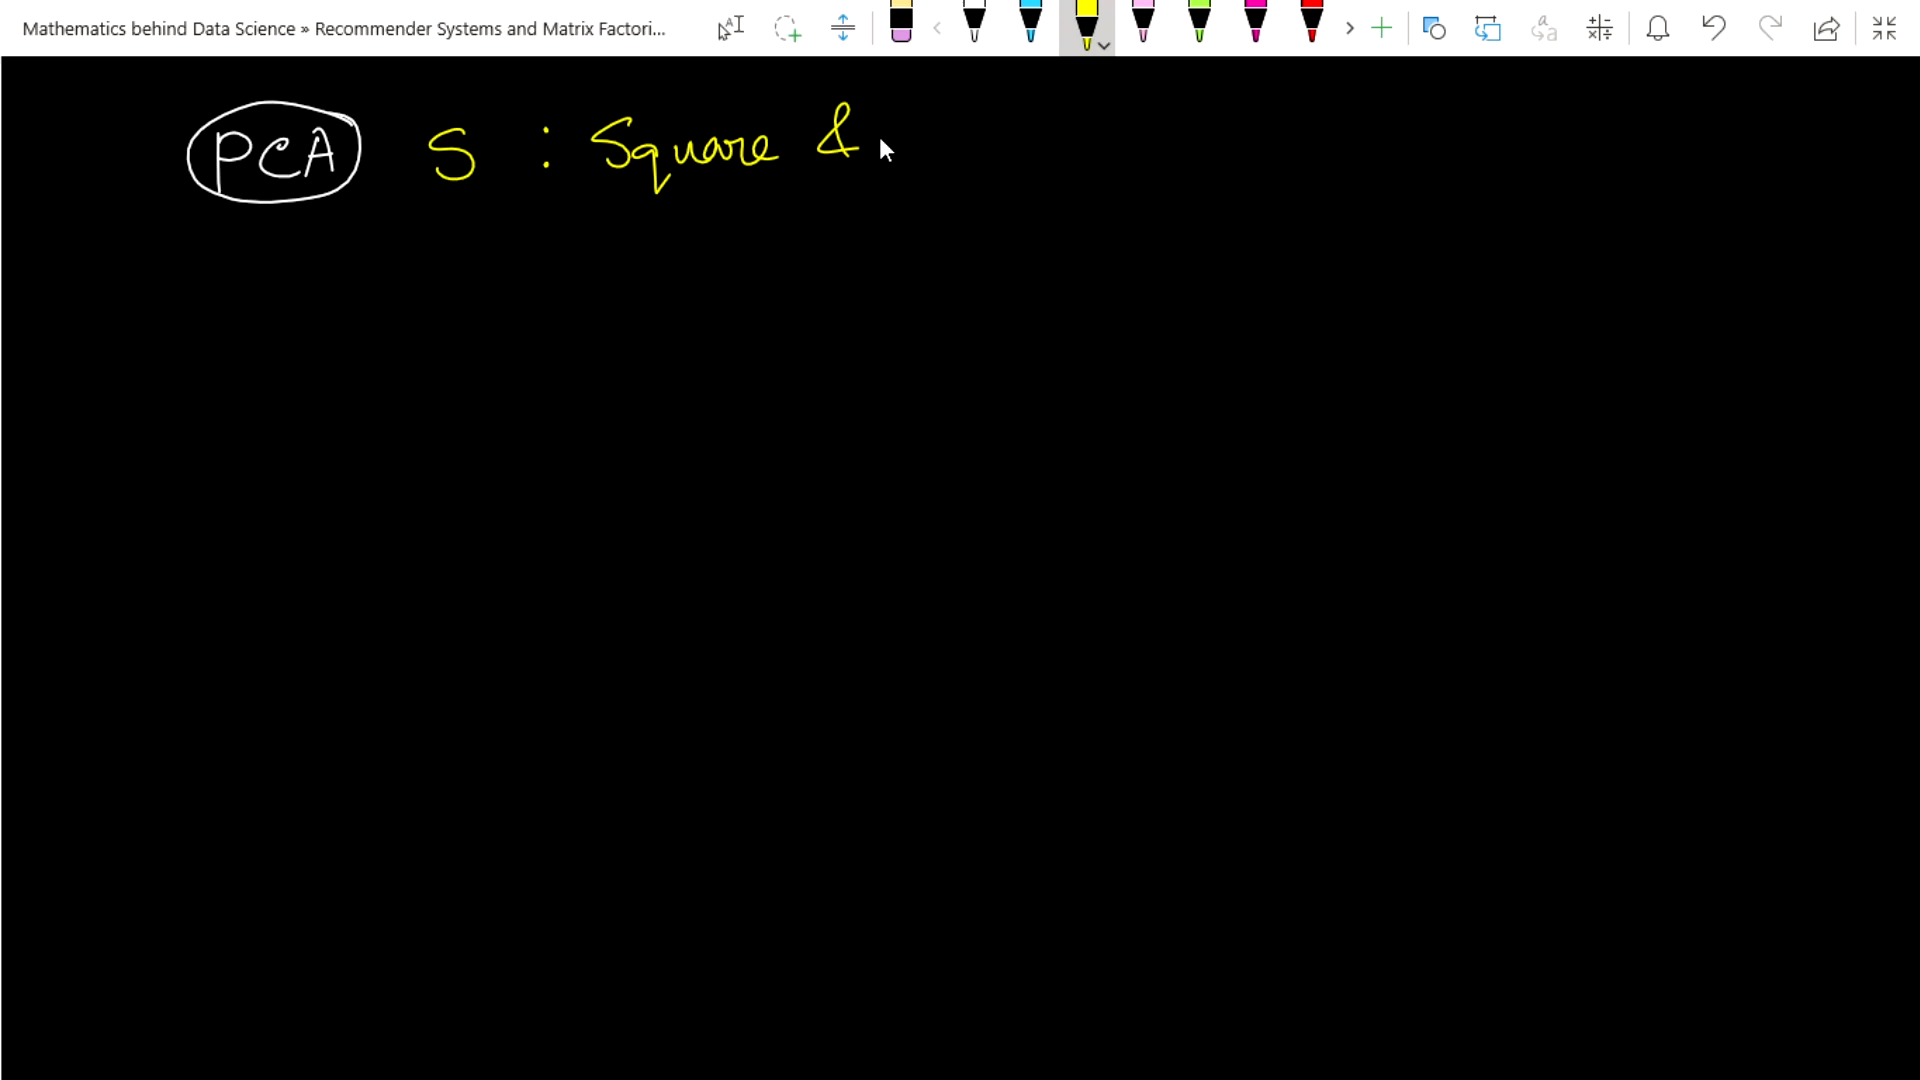 Mathematics behind Data Science » Recommender Systems and Matrix Factori...
PCA S : Square &